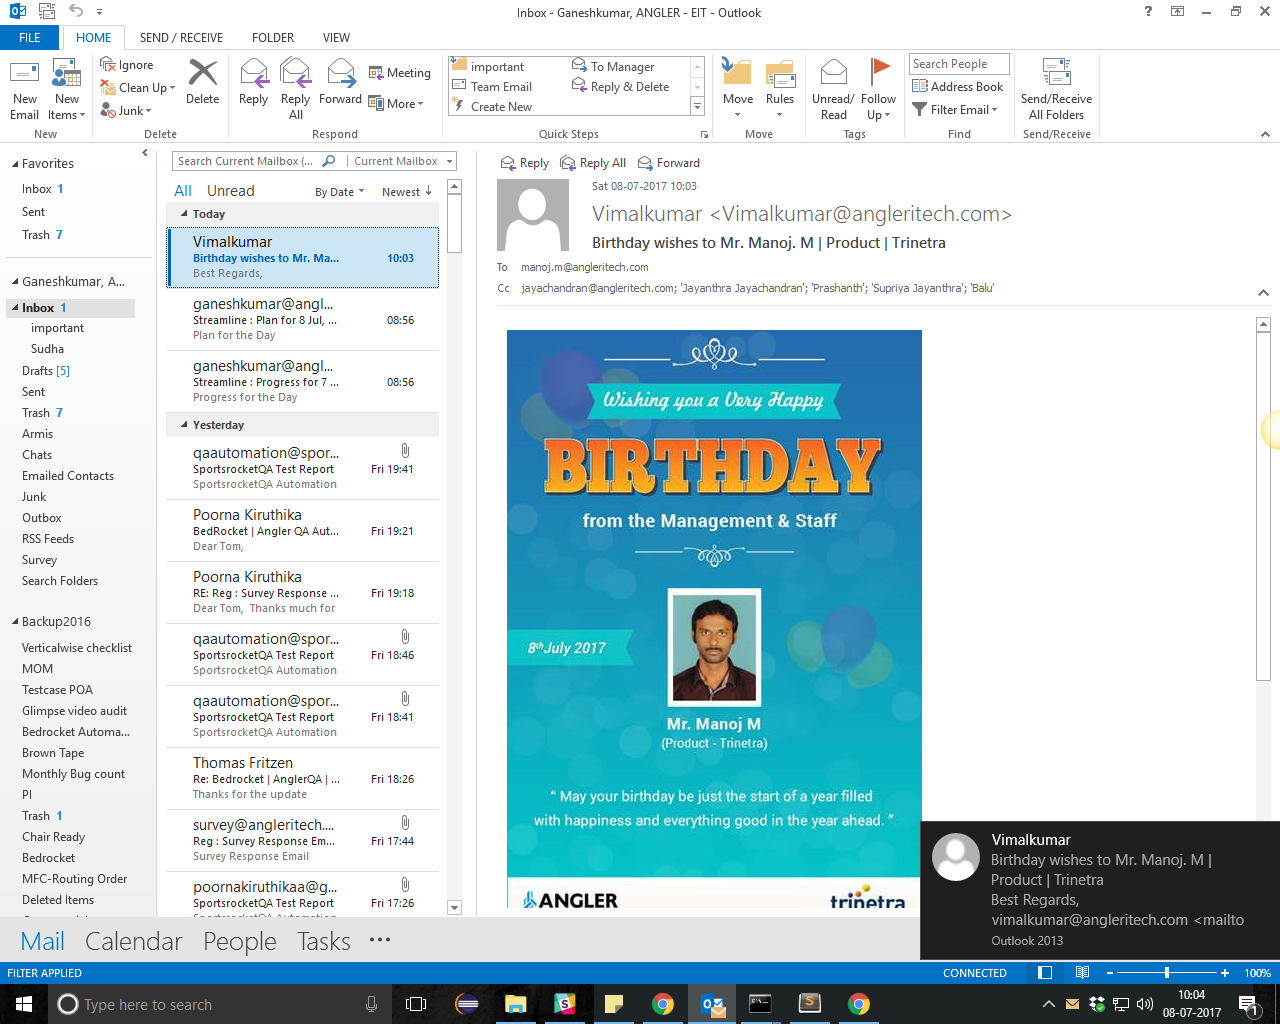 Inbox - Ganeshkumar, ANGLER - EIT - Outlook
FILE
HOME
SEND / RECEIVE
FOLDER
VIEW
New Email
New Items
New
Ignore
Clean Up
Junk
Delete
Delete
Reply
Reply All
Forward
Meeting
More
Respond
important
Team Email
Create New
To Manager
Reply & Delete
Quick Steps
Move
Rules
Move
Unread/ Read
Follow Up
Tags
Search People
Address Book
Filter Email
Find
Send/Receive All Folders
Send/Receive
Favorites
Inbox 1
Sent
Trash 7
Ganeshkumar, A...
Inbox 1
important
Sudha
Drafts [5]
Sent
Trash 7
Armis
Chats
Emailed Contacts
Junk
Outbox
RSS Feeds
Survey
Search Folders
Backup2016
Verticalwise checklist
MOM
Testcase POA
Glimpse video audit
Bedrocket Automa...
Brown Tape
Monthly Bug count
PI
Trash 1
Chair Ready
Bedrocket
MFC-Routing Order
Deleted Items
Search Current Mailbox (...
Current Mailbox
All Unread
By Date
Newest
Today
Vimalkumar
Birthday wishes to Mr. Ma... 10:03
Best Regards,
ganeshkumar@angl...
Streamline : Plan for 8 Jul, ... 08:56
Plan for the Day
ganeshkumar@angl...
Streamline : Progress for 7 ... 08:56
Progress for the Day
Yesterday
qaautomation@spor...
SportsrocketQA Test Report Fri 19:41
SportsrocketQA Automation
Poorna Kiruthika
BedRocket | Angler QA Aut... Fri 19:21
Dear Tom,
Poorna Kiruthika
RE: Reg : Survey Response ... Fri 19:18
Dear Tom, Thanks much for
qaautomation@spor...
SportsrocketQA Test Report Fri 18:46
SportsrocketQA Automation
qaautomation@spor...
SportsrocketQA Test Report Fri 18:41
SportsrocketQA Automation
Thomas Fritzen
Re: Bedrocket | AnglerQA | ... Fri 18:26
Thanks for the update
survey@angleritech....
Reg : Survey Response Em... Fri 17:44
Survey Response Email
poornakiruthikaa@g...
SportsrocketQA Test Report Fri 17:26
SportsrocketQA Automation
Reply
Reply All
Forward
Sat 08-07-2017 10:03
Vimalkumar <Vimalkumar@angleritech.com>
Birthday wishes to Mr. Manoj. M | Product | Trinetra
To manoj.m@angleritech.com
Cc jayachandran@angleritech.com; 'Jayanthra Jayachandran'; 'Prashanth'; 'Supriya Jayanthra'; 'Balu'
Wishing you a Very Happy
BIRTHDAY
from the Management & Staff
8th July 2017
Mr. Manoj M
(Product - Trinetra)
“ May your birthday be just the start of a year filled
with happiness and everything good in the year ahead. ”
ANGLER
trinetra
Vimalkumar
Birthday wishes to Mr. Manoj. M |
Product | Trinetra
Best Regards,
vimalkumar@angleritech.com <mailto
Outlook 2013
Mail Calendar People Tasks ...
FILTER APPLIED
CONNECTED
100%
Type here to search
10:04
08-07-2017
1